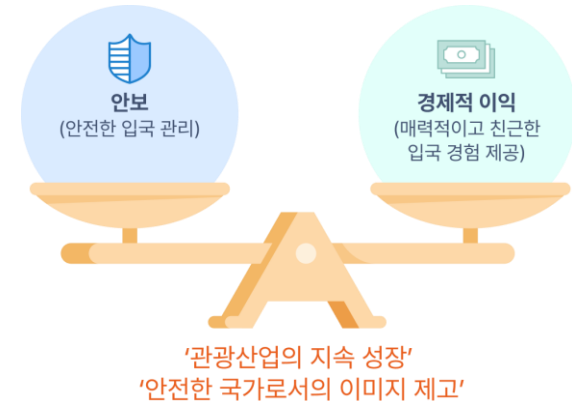 안보
(안전한 입국 관리)
경제적 이익
(매력적이고 친근한
입국 경험 제공)
‘관광산업의 지속 성장’
‘안전한 국가로서의 이미지 제고’